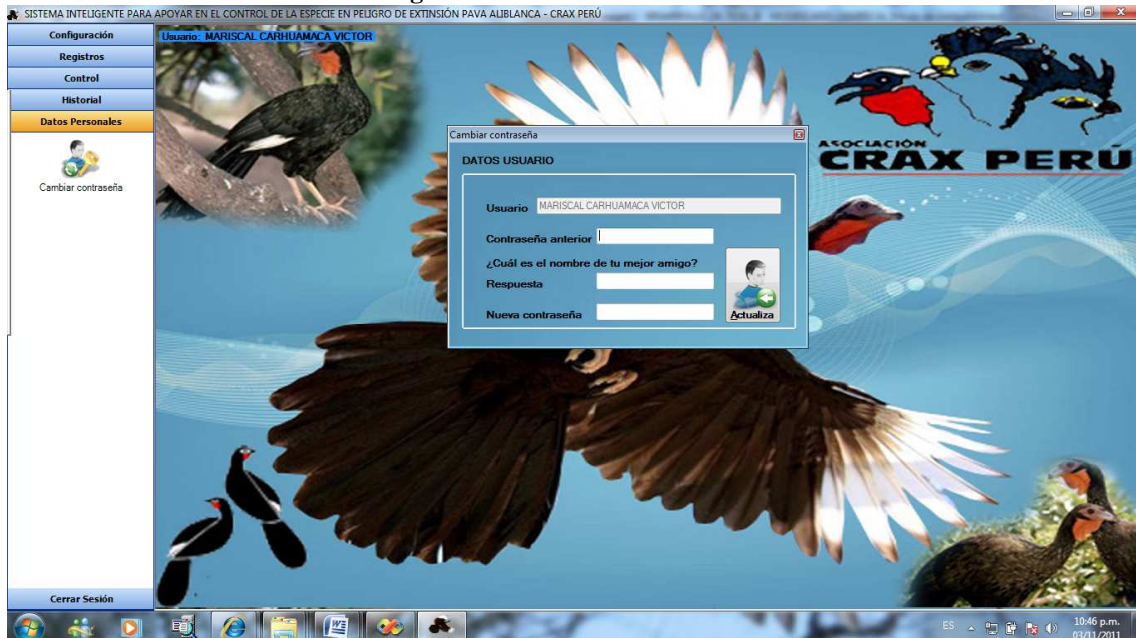 SISTEMA INTELIGENTE PARA APOYAR EN EL CONTROL DE LA ESPECIE EN PELIGRO DE EXTINSIÓN PAVA ALIBLANCA - CRAX PERÚ
Configuración
Registros
Control
Historial
Datos Personales
Cambiar contraseña
Cerrar Sesión
Usuario: MARISCAL CARHUAMACA VICTOR
ASOCIACIÓN
CRAX PERÚ
Cambiar contraseña
DATOS USUARIO
Usuario MARISCAL CARHUAMACA VICTOR
Contraseña anterior
¿Cuál es el nombre de tu mejor amigo?
Respuesta
Nueva contraseña
Actualiza
ES
10:46 p.m.
03/11/2011